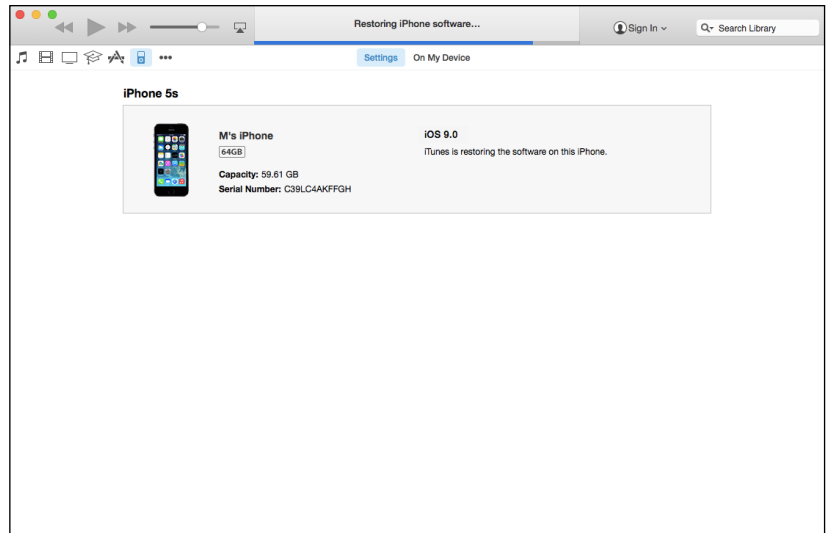 Restoring iPhone software...
Sign In
Search Library
Settings
On My Device
iPhone 5s
M's iPhone
64GB
Capacity: 59.61 GB
Serial Number: C39LC4AKFFGH
iOS 9.0
iTunes is restoring the software on this iPhone.